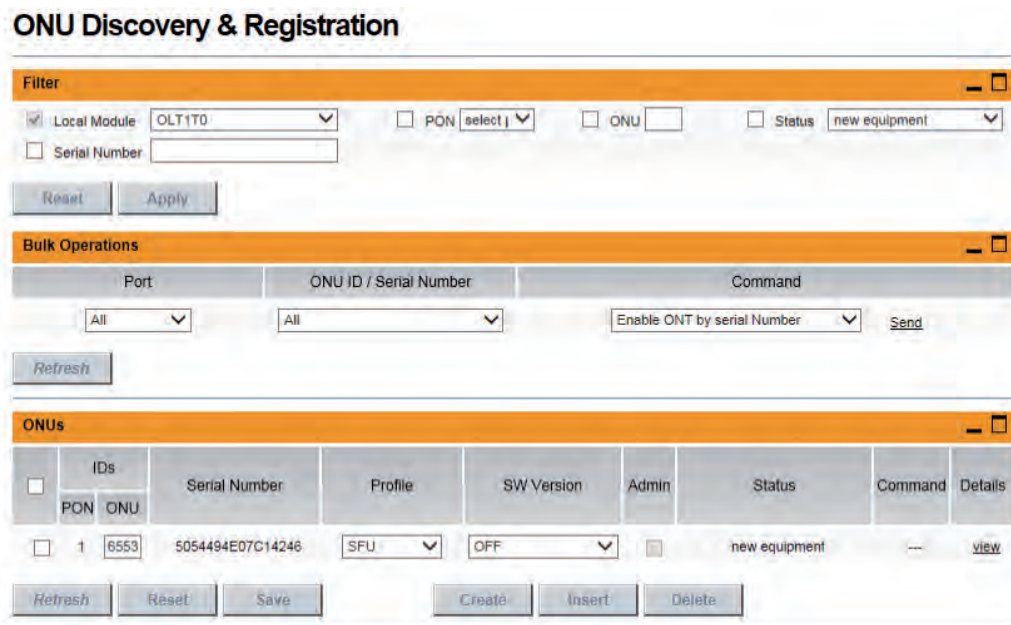 ONU Discovery & Registration
Filter
Local Module OLT1T0 PON select ONU Status new equipment
Serial Number
Reset Apply
Bulk Operations
Port ONU ID / Serial Number Command
All All Enable ONT by serial Number Send
Refresh
ONUs
IDs
Serial Number Profile SW Version Admin Status Command Details
PON ONU
1 6553 5054494E07C14246 SFU OFF new equipment --- view
Refresh Reset Save Create Insert Delete